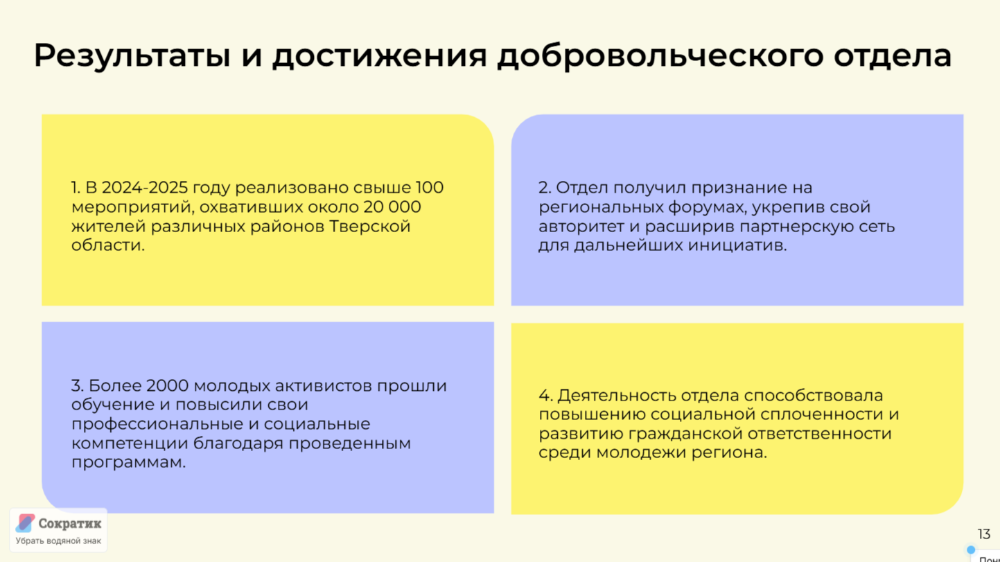 Результаты и достижения добровольческого отдела
1. В 2024-2025 году реализовано свыше 100
мероприятий, охвативших около 20 000
жителей различных районов Тверской
области.
2. Отдел получил признание на
региональных форумах, укрепив свой
авторитет и расширив партнерскую сеть
для дальнейших инициатив.
3. Более 2000 молодых активистов прошли
обучение и повысили свои
профессиональные и социальные
компетенции благодаря проведенным
программам.
4. Деятельность отдела способствовала
повышению социальной сплоченности и
развитию гражданской ответственности
среди молодежи региона.
Сократик
Убрать водяной знак
13